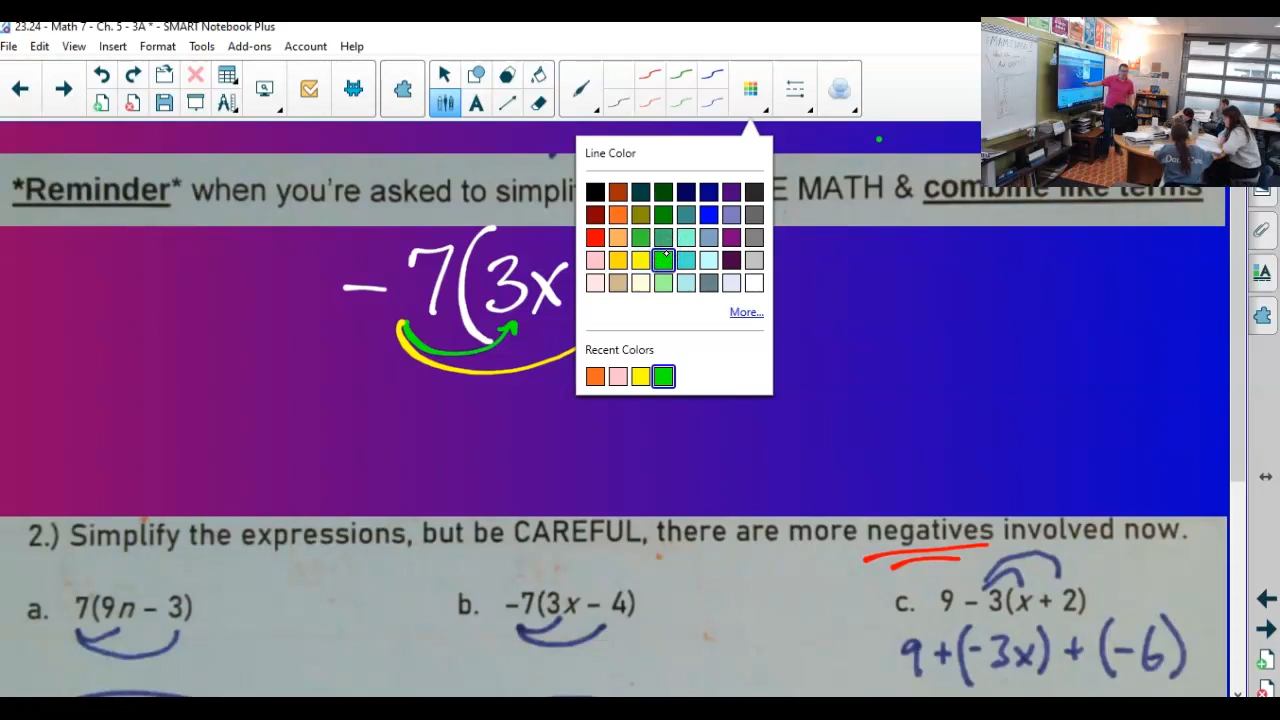 23.24 - Math 7 - Ch. 5 - 3A * - SMART Notebook Plus
File Edit View Insert Format Tools Add-ons Account Help
Line Color
*Reminder* when you're asked to simpli E MATH & combine like terms
-7(3x
More...
Recent Colors
2.) Simplify the expressions, but be CAREFUL, there are more negatives involved now.
a. 7(9n – 3) b. –7(3x – 4) c. 9 – 3(x + 2)
9+(-3x)+(-6)